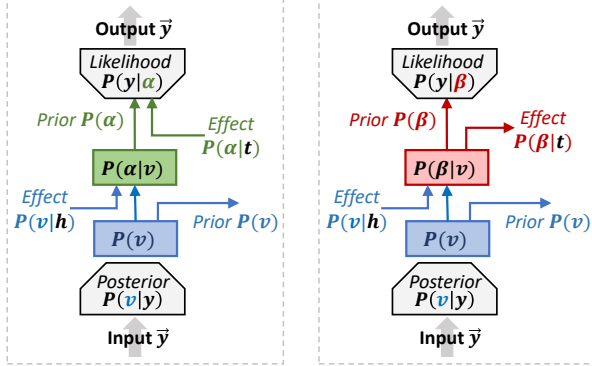 Output y⃗
Likelihood
P(y|α)
Prior P(α)
Effect
P(α|t)
P(α|v)
Effect
P(v|h)
Prior P(v)
P(v)
Posterior
P(v|y)
Input y⃗
Output y⃗
Likelihood
P(y|β)
Prior P(β)
Effect
P(β|t)
P(β|v)
Effect
P(v|h)
Prior P(v)
P(v)
Posterior
P(v|y)
Input y⃗